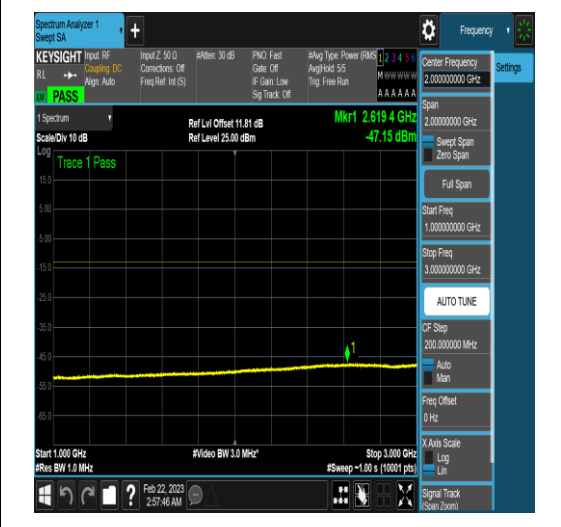 Spectrum Analyzer 1
Swept SA
+
Frequency
KEYSIGHT
RL
PASS
Input: RF
Coupling: DC
Align: Auto
Input Z: 50 Ω
Corrections: Off
Freq Ref: Int (S)
#Atten: 30 dB
PNO: Fast
Gate: Off
IF Gain: Low
Sig Track: Off
#Avg Type: Power (RMS
Avg|Hold: 5/5
Trig: Free Run
1 2 3 4 5 6
M W W W W W
A A A A A A
1 Spectrum
Scale/Div 10 dB
Log
Ref Lvl Offset 11.81 dB
Ref Level 25.00 dBm
Mkr1 2.619 4 GHz
-47.15 dBm
Trace 1 Pass
15.0
5.00
-5.00
-15.0
-25.0
-35.0
-45.0
-55.0
-65.0
1
Start 1.000 GHz
#Res BW 1.0 MHz
#Video BW 3.0 MHz*
Stop 3.000 GHz
#Sweep ~1.00 s (10001 pts)
?
Feb 22, 2023
2:57:46 AM
Center Frequency
2.000000000 GHz
Settings
Span
2.00000000 GHz
Swept Span
Zero Span
Full Span
Start Freq
1.000000000 GHz
Stop Freq
3.000000000 GHz
AUTO TUNE
CF Step
200.000000 MHz
Auto
Man
Freq Offset
0 Hz
X Axis Scale
Log
Lin
Signal Track
(Span Zoom)